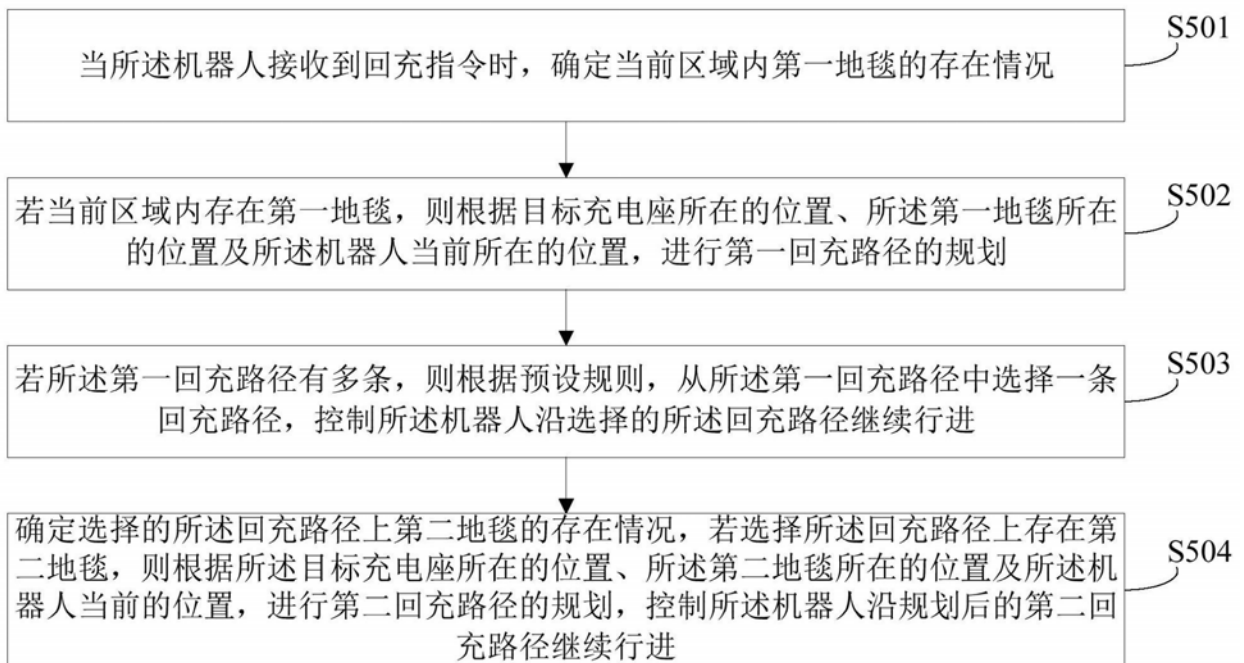 当所述机器人接收到回充指令时，确定当前区域内第一地毯的存在情况
S501
若当前区域内存在第一地毯，则根据目标充电座所在的位置、所述第一地毯所在
的位置及所述机器人当前所在的位置，进行第一回充路径的规划
S502
若所述第一回充路径有多条，则根据预设规则，从所述第一回充路径中选择一条
回充路径，控制所述机器人沿选择的所述回充路径继续行进
S503
确定选择的所述回充路径上第二地毯的存在情况，若选择所述回充路径上存在第
二地毯，则根据所述目标充电座所在的位置、所述第二地毯所在的位置及所述机
器人当前的位置，进行第二回充路径的规划，控制所述机器人沿规划后的第二回
充路径继续行进
S504